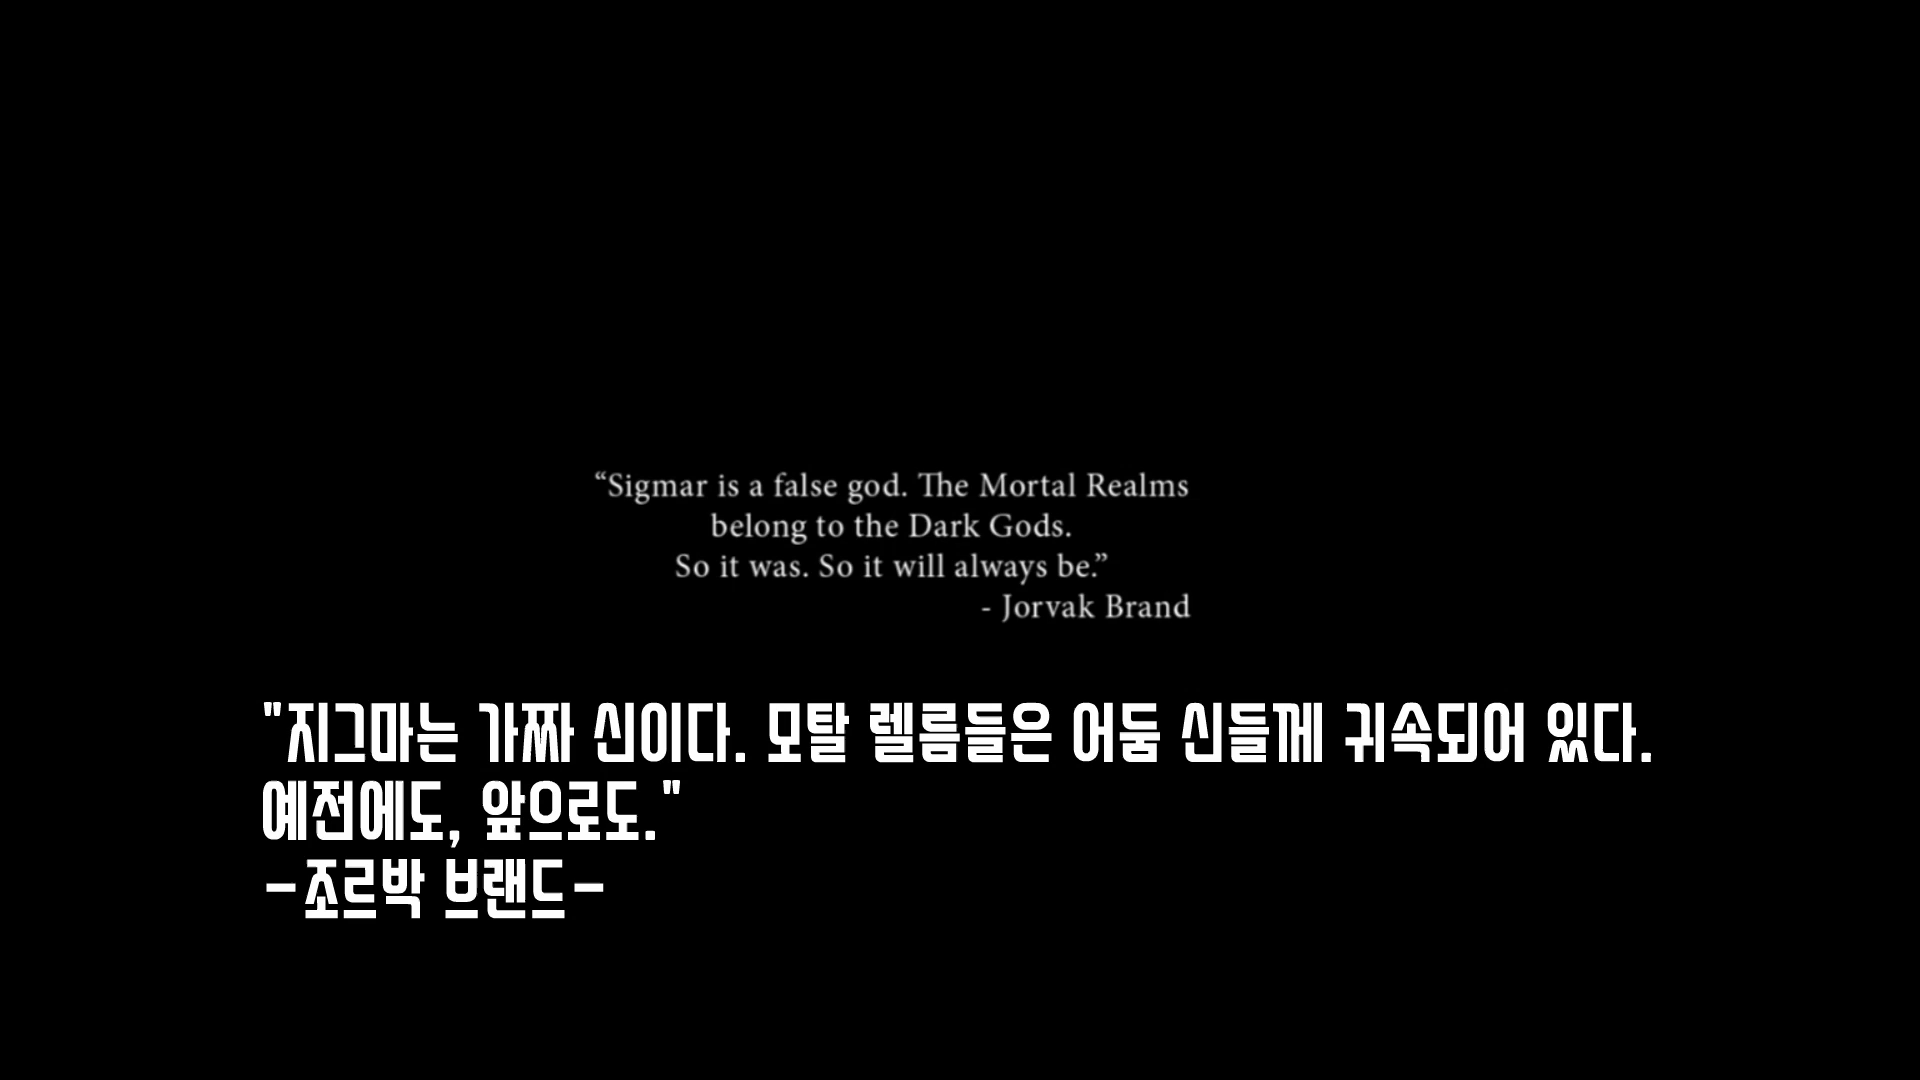 “Sigmar is a false god. The Mortal Realms
belong to the Dark Gods.
So it was. So it will always be.”
- Jorvak Brand
"지그마는 가짜 신이다. 모탈 렐름들은 어둠 신들께 귀속되어 있다.
예전에도, 앞으로도."
-조르박 브랜드-